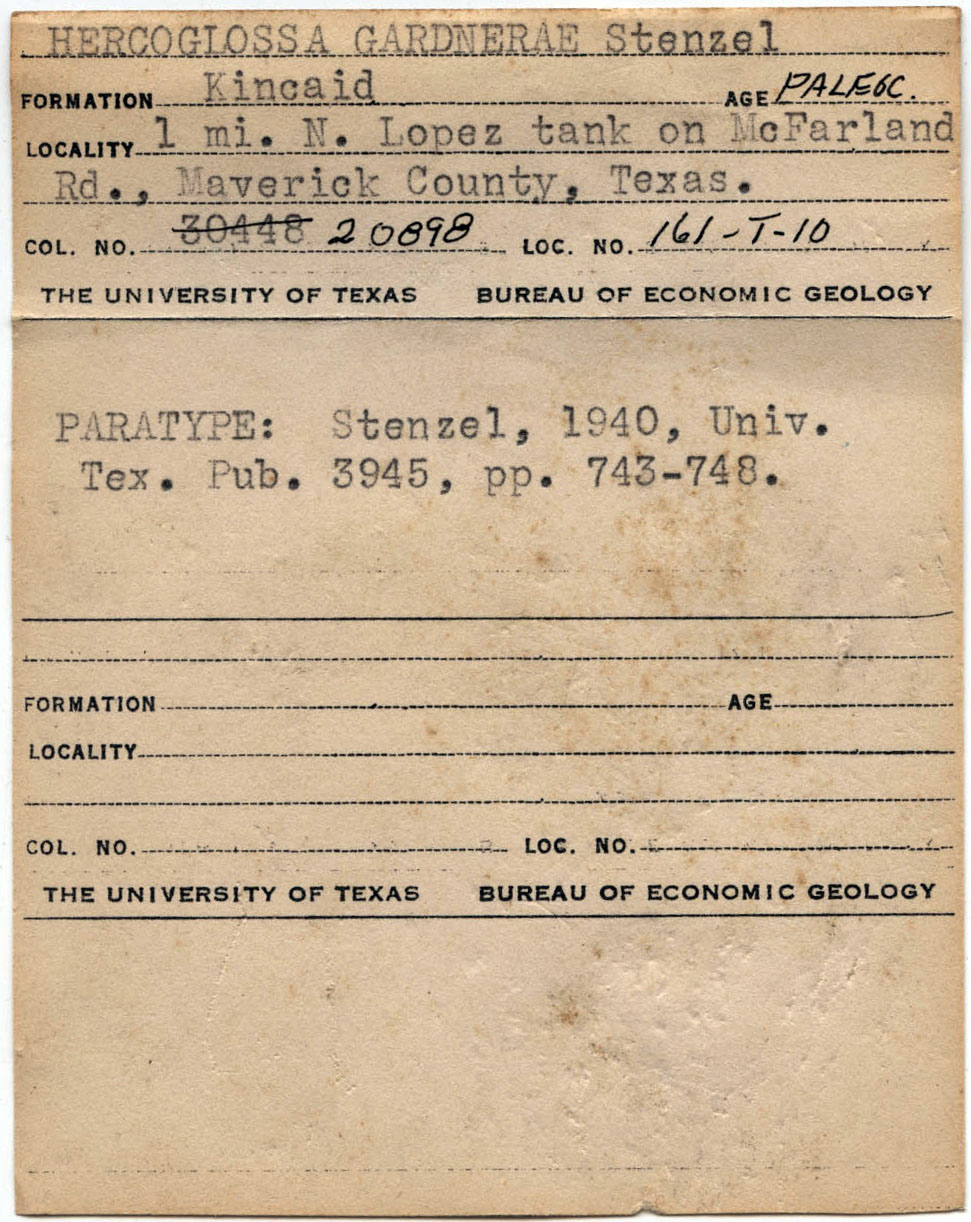 HERCOGLOSSA GARDNERAE Stenzel
FORMATION Kincaid AGE PALEOC.
LOCALITY 1 mi. N. Lopez tank on McFarland
Rd., Maverick County, Texas.
COL. NO. 30448 20898 LOC. NO. 161-T-10
THE UNIVERSITY OF TEXAS BUREAU OF ECONOMIC GEOLOGY
PARATYPE: Stenzel, 1940, Univ.
Tex. Pub. 3945, pp. 743-748.
FORMATION AGE
LOCALITY
COL. NO. LOC. NO.
THE UNIVERSITY OF TEXAS BUREAU OF ECONOMIC GEOLOGY